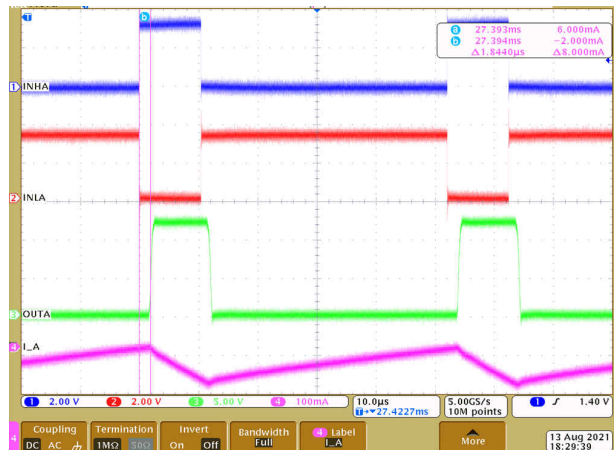 T
b
a 27.393ms 6.000mA
b 27.394ms −2.000mA
Δ1.8440µs Δ8.000mA
1 INHA
2 INLA
3 OUTA
4 I_A
1 2.00 V 2 2.00 V 3 5.00 V 4 100mA
10.0µs
T→▼27.4227ms
5.00GS/s
10M points
1 1.40 V
4
Coupling
DC AC
Termination
1MΩ 50Ω
Invert
On Off
Bandwidth
Full
4 Label
I_A
More
13 Aug 2021
18:29:39